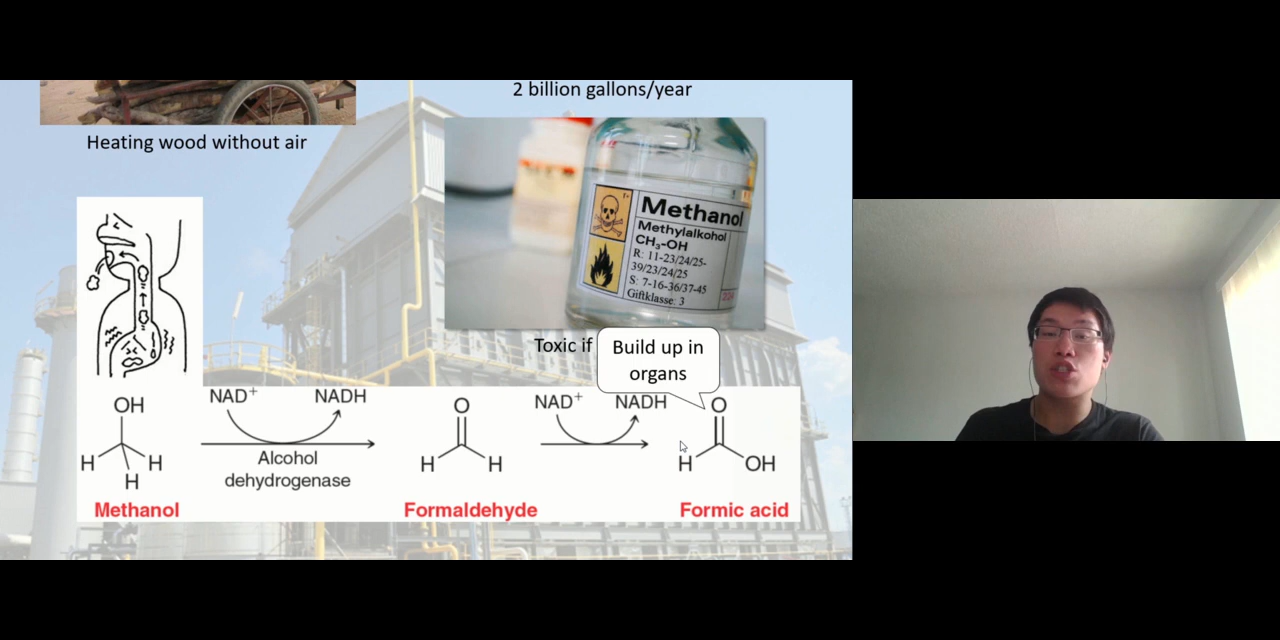 2 billion gallons/year
Heating wood without air
Methanol
Methylalkohol
CH₃-OH
R: 11-23/24/25-
39/23/24/25
S: 7-16-36/37-45
Giftklasse: 3
Toxic if
Build up in
organs
NAD⁺
NADH
NAD⁺
NADH
OH
O
O
H
H
H
Alcohol
dehydrogenase
H
H
H
OH
Methanol
Formaldehyde
Formic acid